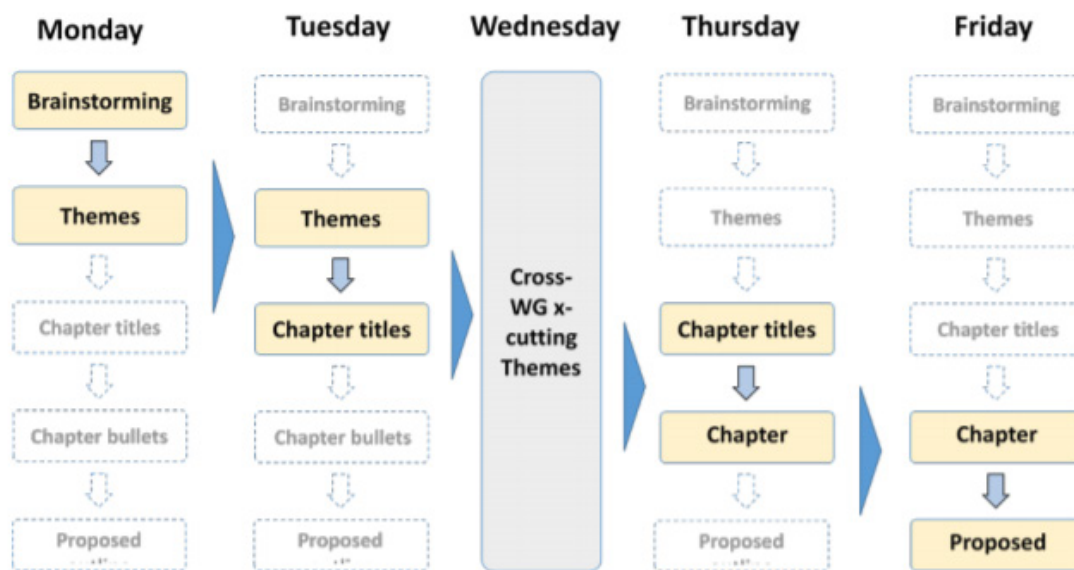 Monday
Tuesday
Wednesday
Thursday
Friday
Brainstorming
Themes
Chapter titles
Chapter bullets
Proposed
Brainstorming
Themes
Chapter titles
Chapter bullets
Proposed
Cross-
WG x-
cutting
Themes
Brainstorming
Themes
Chapter titles
Chapter
Proposed
Brainstorming
Themes
Chapter titles
Chapter
Proposed